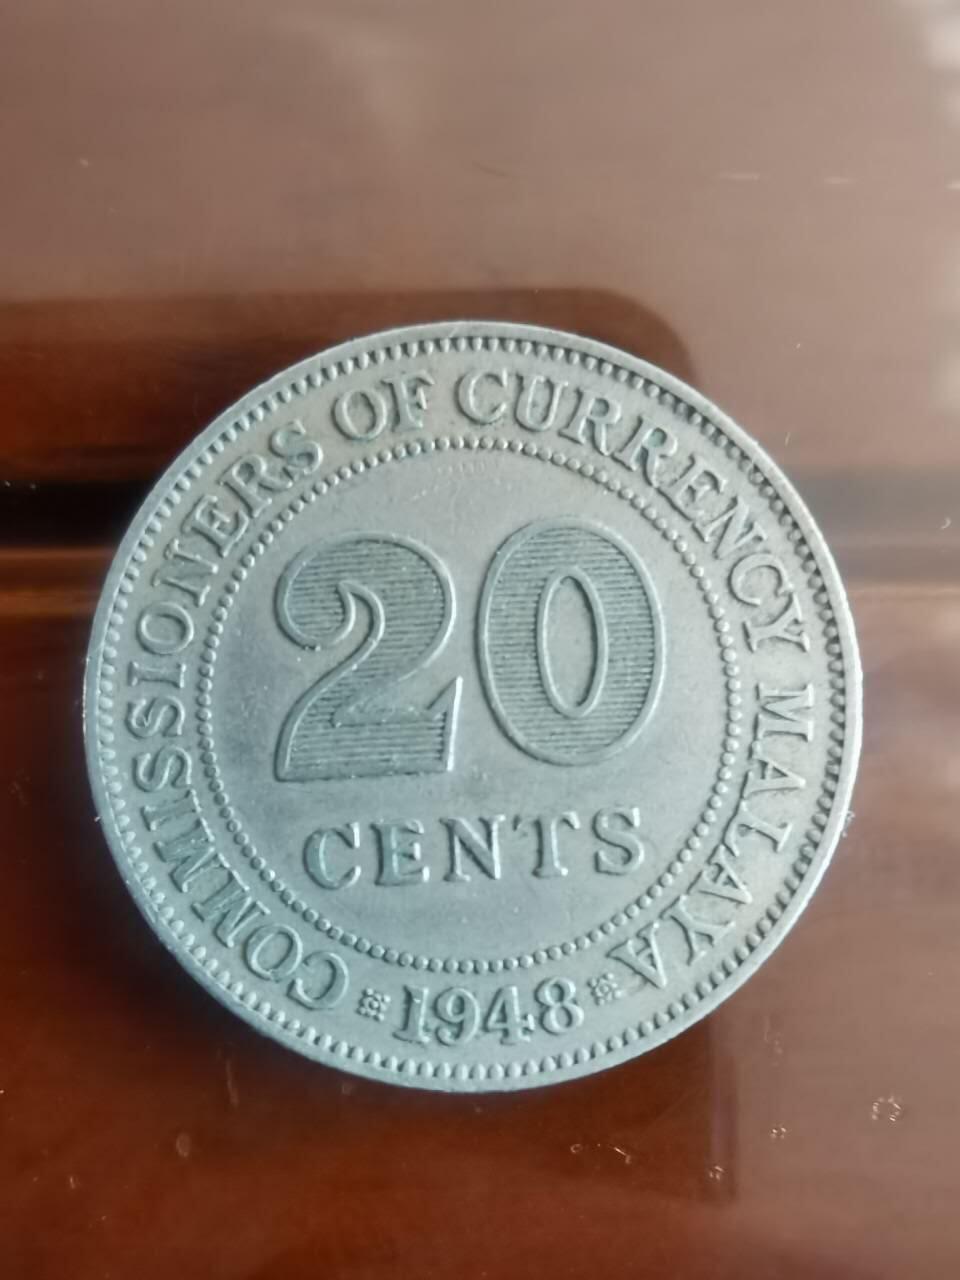 COMMISSIONERS OF CURRENCY MALAYA
20
CENTS
1948